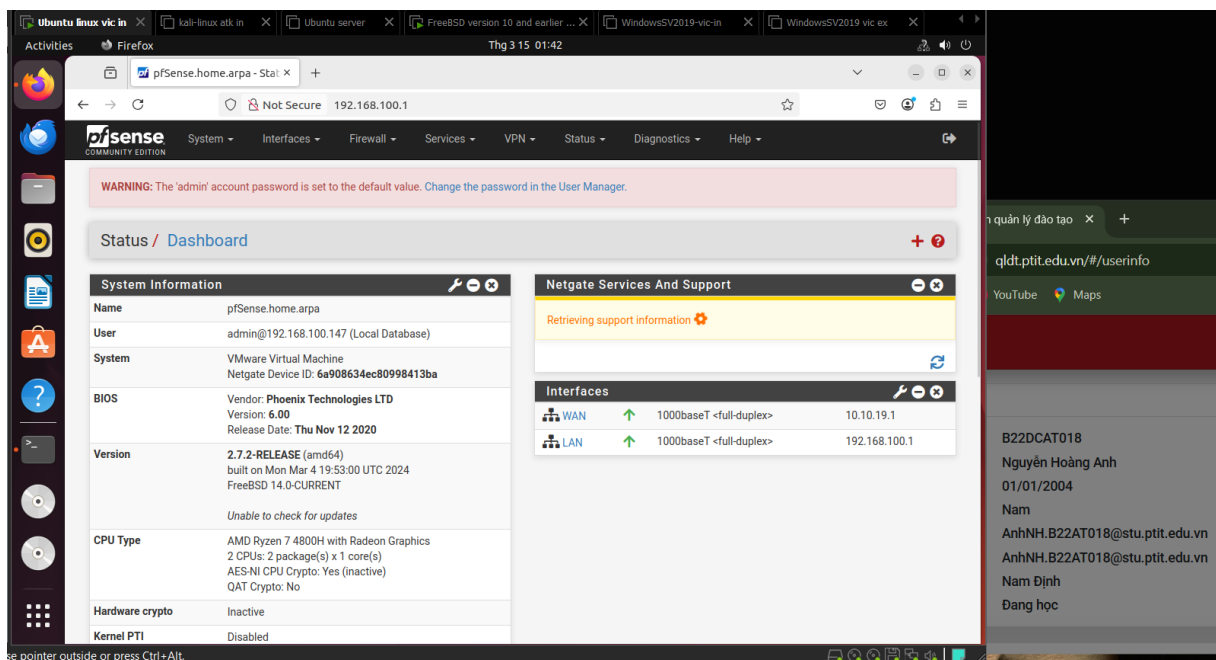 Ubuntu linux vic in
kali-linux atk in
Ubuntu server
FreeBSD version 10 and earlier ...
WindowsSV2019-vic-in
WindowsSV2019 vic ex
Activities
Firefox
Thg 3 15 01:42
pfSense.home.arpa - Stat
Not Secure 192.168.100.1
pfsense
COMMUNITY EDITION
System
Interfaces
Firewall
Services
VPN
Status
Diagnostics
Help
WARNING: The 'admin' account password is set to the default value. Change the password in the User Manager.
Status / Dashboard
System Information
Name pfSense.home.arpa
User admin@192.168.100.147 (Local Database)
System VMware Virtual Machine
Netgate Device ID: 6a908634ec80998413ba
BIOS Vendor: Phoenix Technologies LTD
Version: 6.00
Release Date: Thu Nov 12 2020
Version 2.7.2-RELEASE (amd64)
built on Mon Mar 4 19:53:00 UTC 2024
FreeBSD 14.0-CURRENT
Unable to check for updates
CPU Type AMD Ryzen 7 4800H with Radeon Graphics
2 CPUs: 2 package(s) x 1 core(s)
AES-NI CPU Crypto: Yes (inactive)
QAT Crypto: No
Hardware crypto Inactive
Kernel PTI Disabled
Netgate Services And Support
Retrieving support information
Interfaces
WAN 1000baseT <full-duplex> 10.10.19.1
LAN 1000baseT <full-duplex> 192.168.100.1
quản lý đào tạo
qldt.ptit.edu.vn/#/userinfo
YouTube
Maps
B22DCAT018
Nguyễn Hoàng Anh
01/01/2004
Nam
AnhNH.B22AT018@stu.ptit.edu.vn
AnhNH.B22AT018@stu.ptit.edu.vn
Nam Định
Đang học
pointer outside or press Ctrl+Alt.